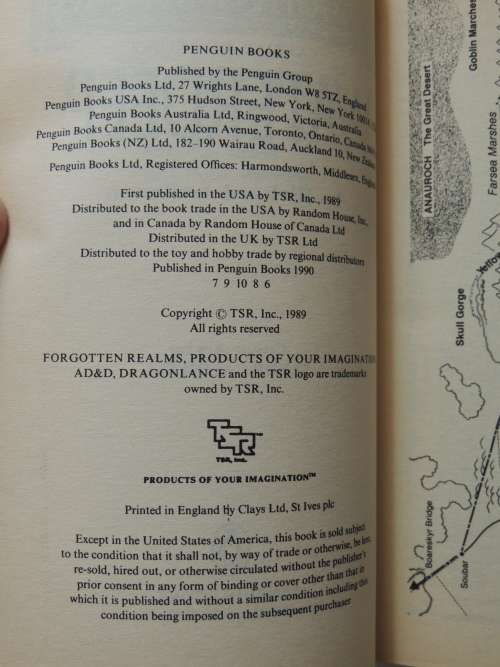 PENGUIN BOOKS
Published by the Penguin Group
Penguin Books Ltd, 27 Wrights Lane, London W8 5TZ, England
Penguin Books USA Inc., 375 Hudson Street, New York, New York
Penguin Books Australia Ltd, Ringwood, Victoria, Australia
Penguin Books Canada Ltd, 10 Alcorn Avenue, Toronto, Ontario, Canada
Penguin Books (NZ) Ltd, 182–190 Wairau Road, Auckland 10, New
Penguin Books Ltd, Registered Offices: Harmondsworth, Middlesex,
First published in the USA by TSR, Inc., 1989
Distributed to the book trade in the USA by Random House, Inc.,
and in Canada by Random House of Canada Ltd
Distributed in the UK by TSR Ltd
Distributed to the toy and hobby trade by regional distributors
Published in Penguin Books 1990
7 9 10 8 6
Copyright © TSR, Inc., 1989
All rights reserved
FORGOTTEN REALMS, PRODUCTS OF YOUR IMAGINATION
AD&D, DRAGONLANCE and the TSR logo are trademarks
owned by TSR, Inc.
TSR
TSR, Inc.
PRODUCTS OF YOUR IMAGINATION™
Printed in England by Clays Ltd, St Ives plc
Except in the United States of America, this book is sold subject
to the condition that it shall not, by way of trade or otherwise, be lent,
re-sold, hired out, or otherwise circulated without the publisher's
prior consent in any form of binding or cover other than that in
which it is published and without a similar condition including this
condition being imposed on the subsequent purchaser
ANAUROCH The Great Desert
Goblin Marches
Farsea Marshes
Skull Gorge
Yellow
Boareskyr Bridge
Soubar